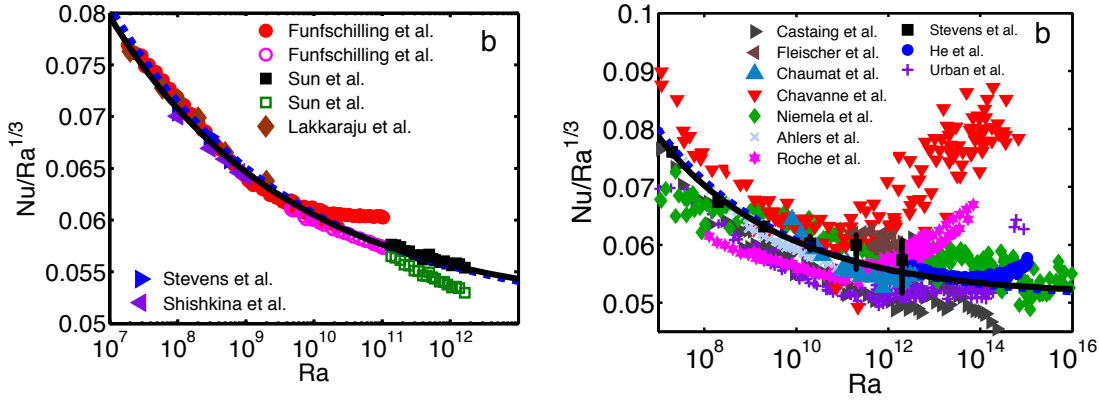 0.08
0.075
0.07
0.065
0.06
0.055
0.05
Nu/Ra^{1/3}
Funfschilling et al.
Funfschilling et al.
Sun et al.
Sun et al.
Lakkaraju et al.
b
Stevens et al.
Shishkina et al.
10^7 10^8 10^9 10^10 10^11 10^12
Ra
0.1
0.09
0.08
0.07
0.06
0.05
Nu/Ra^{1/3}
Castaing et al.
Fleischer et al.
Chaumat et al.
Chavanne et al.
Niemela et al.
Ahlers et al.
Roche et al.
Stevens et al.
He et al.
Urban et al.
b
10^8 10^10 10^12 10^14 10^16
Ra